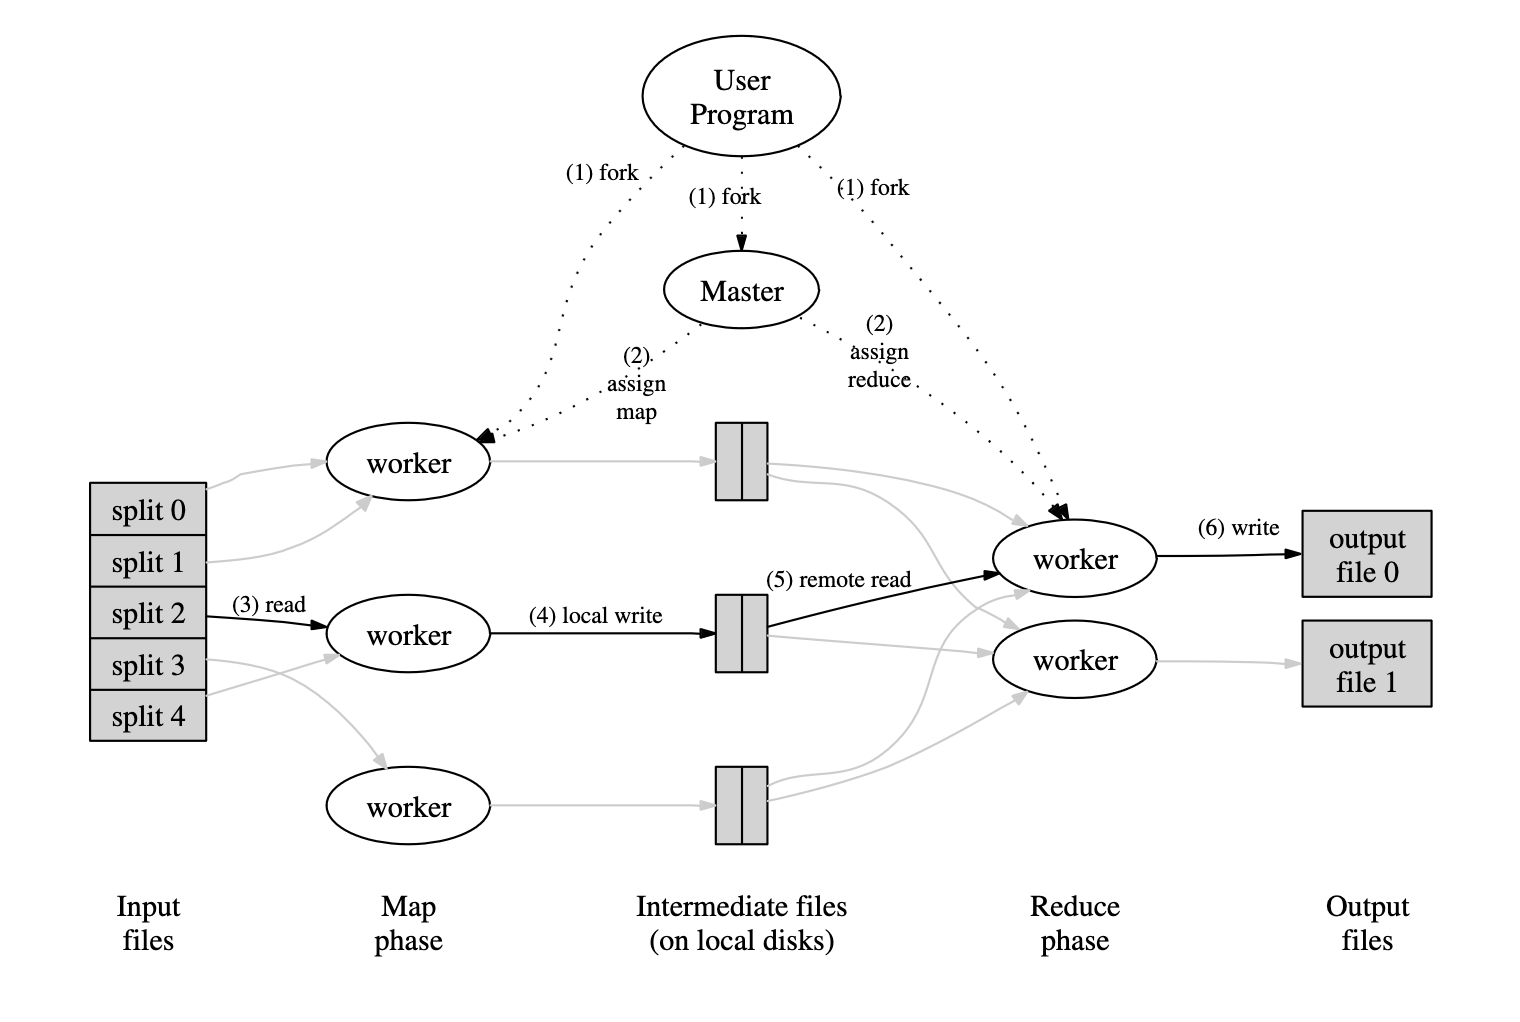 User
Program
(1) fork
(1) fork
(1) fork
Master
(2)
assign
map
(2)
assign
reduce
split 0
split 1
split 2
split 3
split 4
(3) read
worker
worker
worker
(4) local write
(5) remote read
worker
worker
(6) write
output
file 0
output
file 1
Input
files
Map
phase
Intermediate files
(on local disks)
Reduce
phase
Output
files